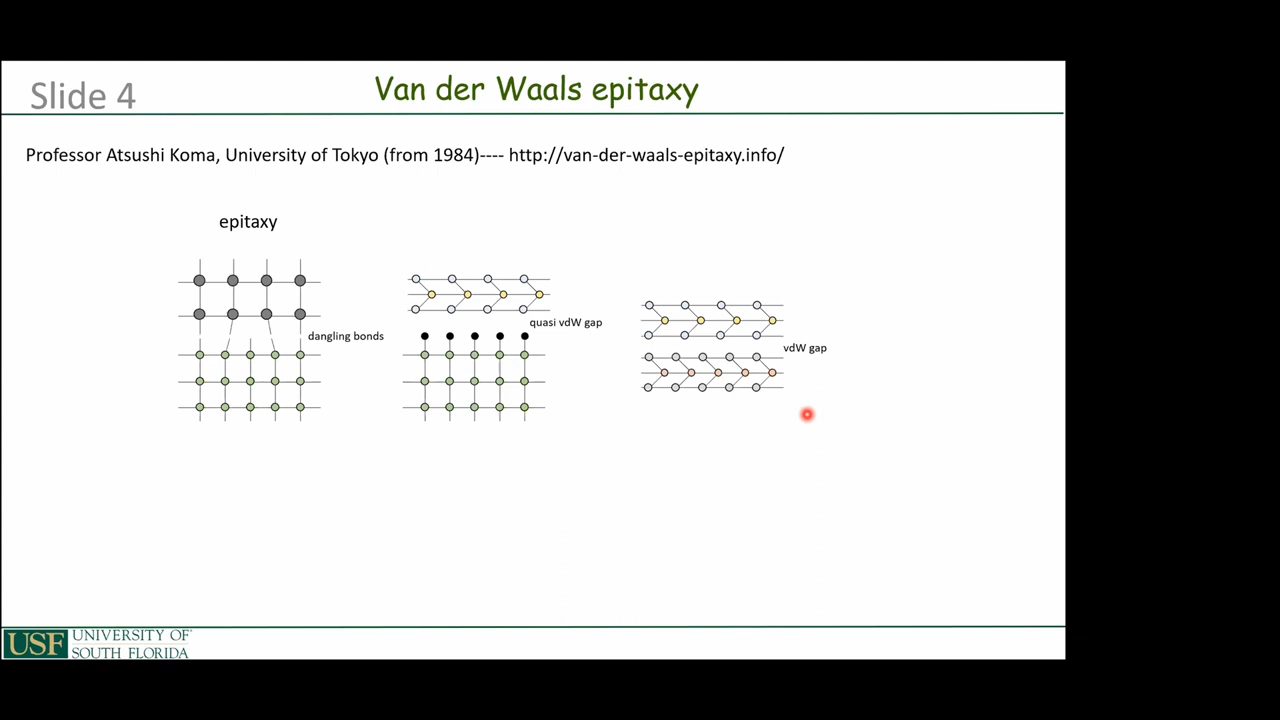 Slide 4
Van der Waals epitaxy
Professor Atsushi Koma, University of Tokyo (from 1984)---- http://van-der-waals-epitaxy.info/
epitaxy
dangling bonds
quasi vdW gap
vdW gap
USF UNIVERSITY OF
SOUTH FLORIDA